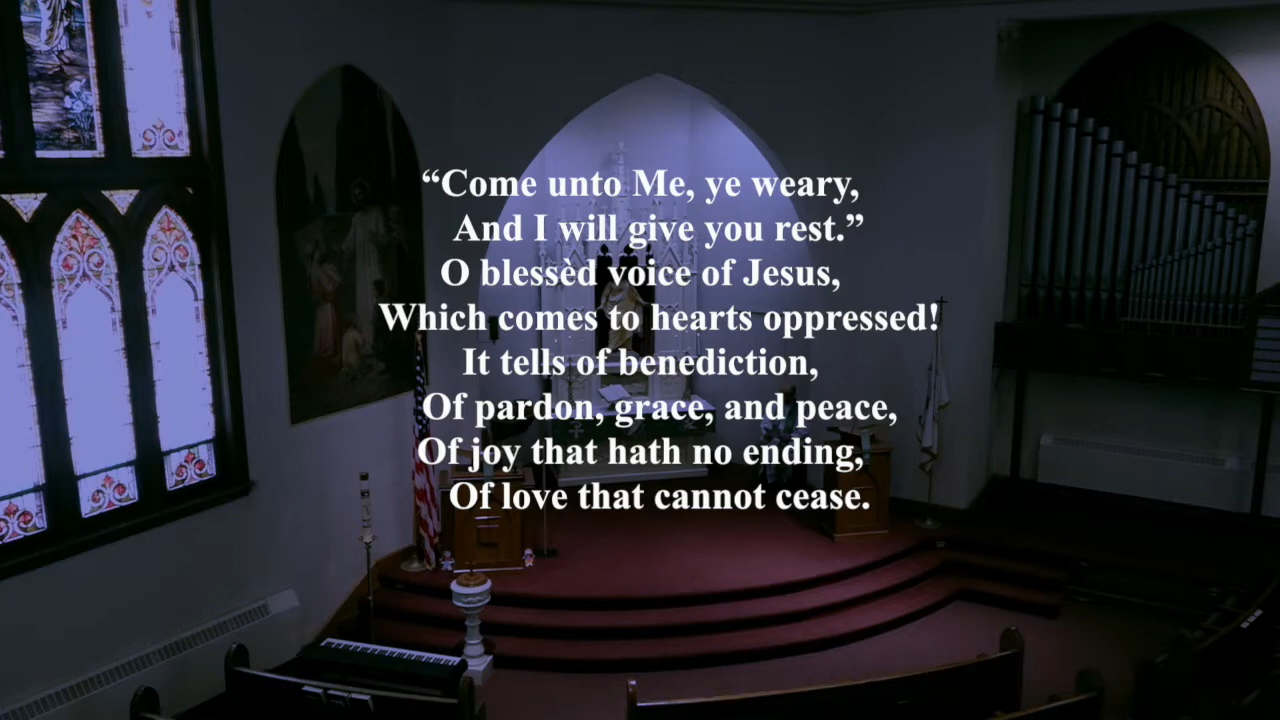 “Come unto Me, ye weary,
And I will give you rest.”
O blessèd voice of Jesus,
Which comes to hearts oppressed!
It tells of benediction,
Of pardon, grace, and peace,
Of joy that hath no ending,
Of love that cannot cease.